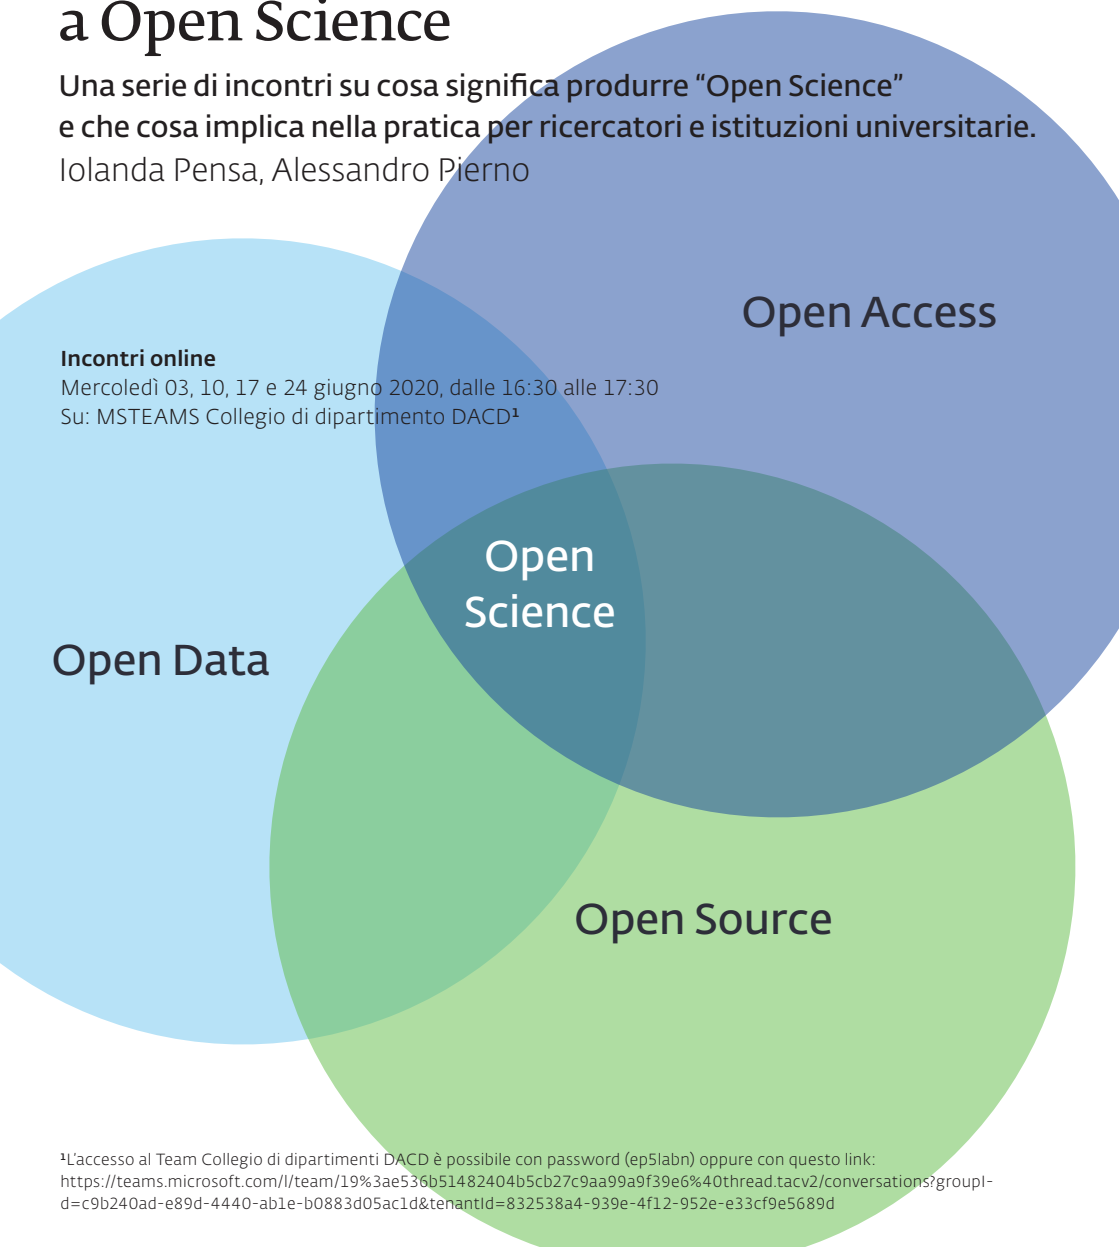 a Open Science
Una serie di incontri su cosa significa produrre “Open Science”
e che cosa implica nella pratica per ricercatori e istituzioni universitarie.
Iolanda Pensa, Alessandro Pierno
Open Access
Incontri online
Mercoledì 03, 10, 17 e 24 giugno 2020, dalle 16:30 alle 17:30
Su: MSTEAMS Collegio di dipartimento DACD¹
Open
Science
Open Data
Open Source
¹L’accesso al Team Collegio di dipartimenti DACD è possibile con password (ep5labn) oppure con questo link:
https://teams.microsoft.com/l/team/19%3ae536b51482404b5cb27c9aa99a9f39e6%40thread.tacv2/conversations?groupI-
d=c9b240ad-e89d-4440-ab1e-b0883d05ac1d&tenantId=832538a4-939e-4f12-952e-e33cf9e5689d